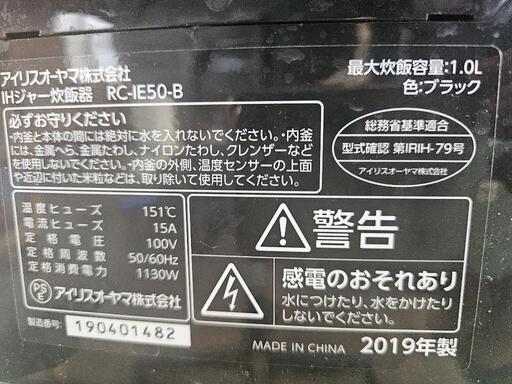 アイリスオーヤマ株式会社
IHジャー炊飯器 RC-IE50-B
最大炊飯容量:1.0L
色:ブラック
必ずお守りください
・内釜と本体の間には絶対に水を入れないでください。・内釜
には、金属へら、金属たわし、ナイロンたわし、クレンザーなど
を使用しないでください。・内釜の外側、温度センサーの上面
や近辺に付いた米粒などは、取り除いて使用してください。
総務省基準適合
型式確認 第IRIH-79号
アイリスオーヤマ株式会社
温度ヒューズ 151℃
電流ヒューズ 15A
定格電圧 100V
定格周波数 50/60Hz
定格消費電力 1130W
PSE アイリスオーヤマ株式会社
製造番号: 190401482
警告
感電のおそれあり
水につけたり、水をかけたり
しないでください。
MADE IN CHINA 2019年製